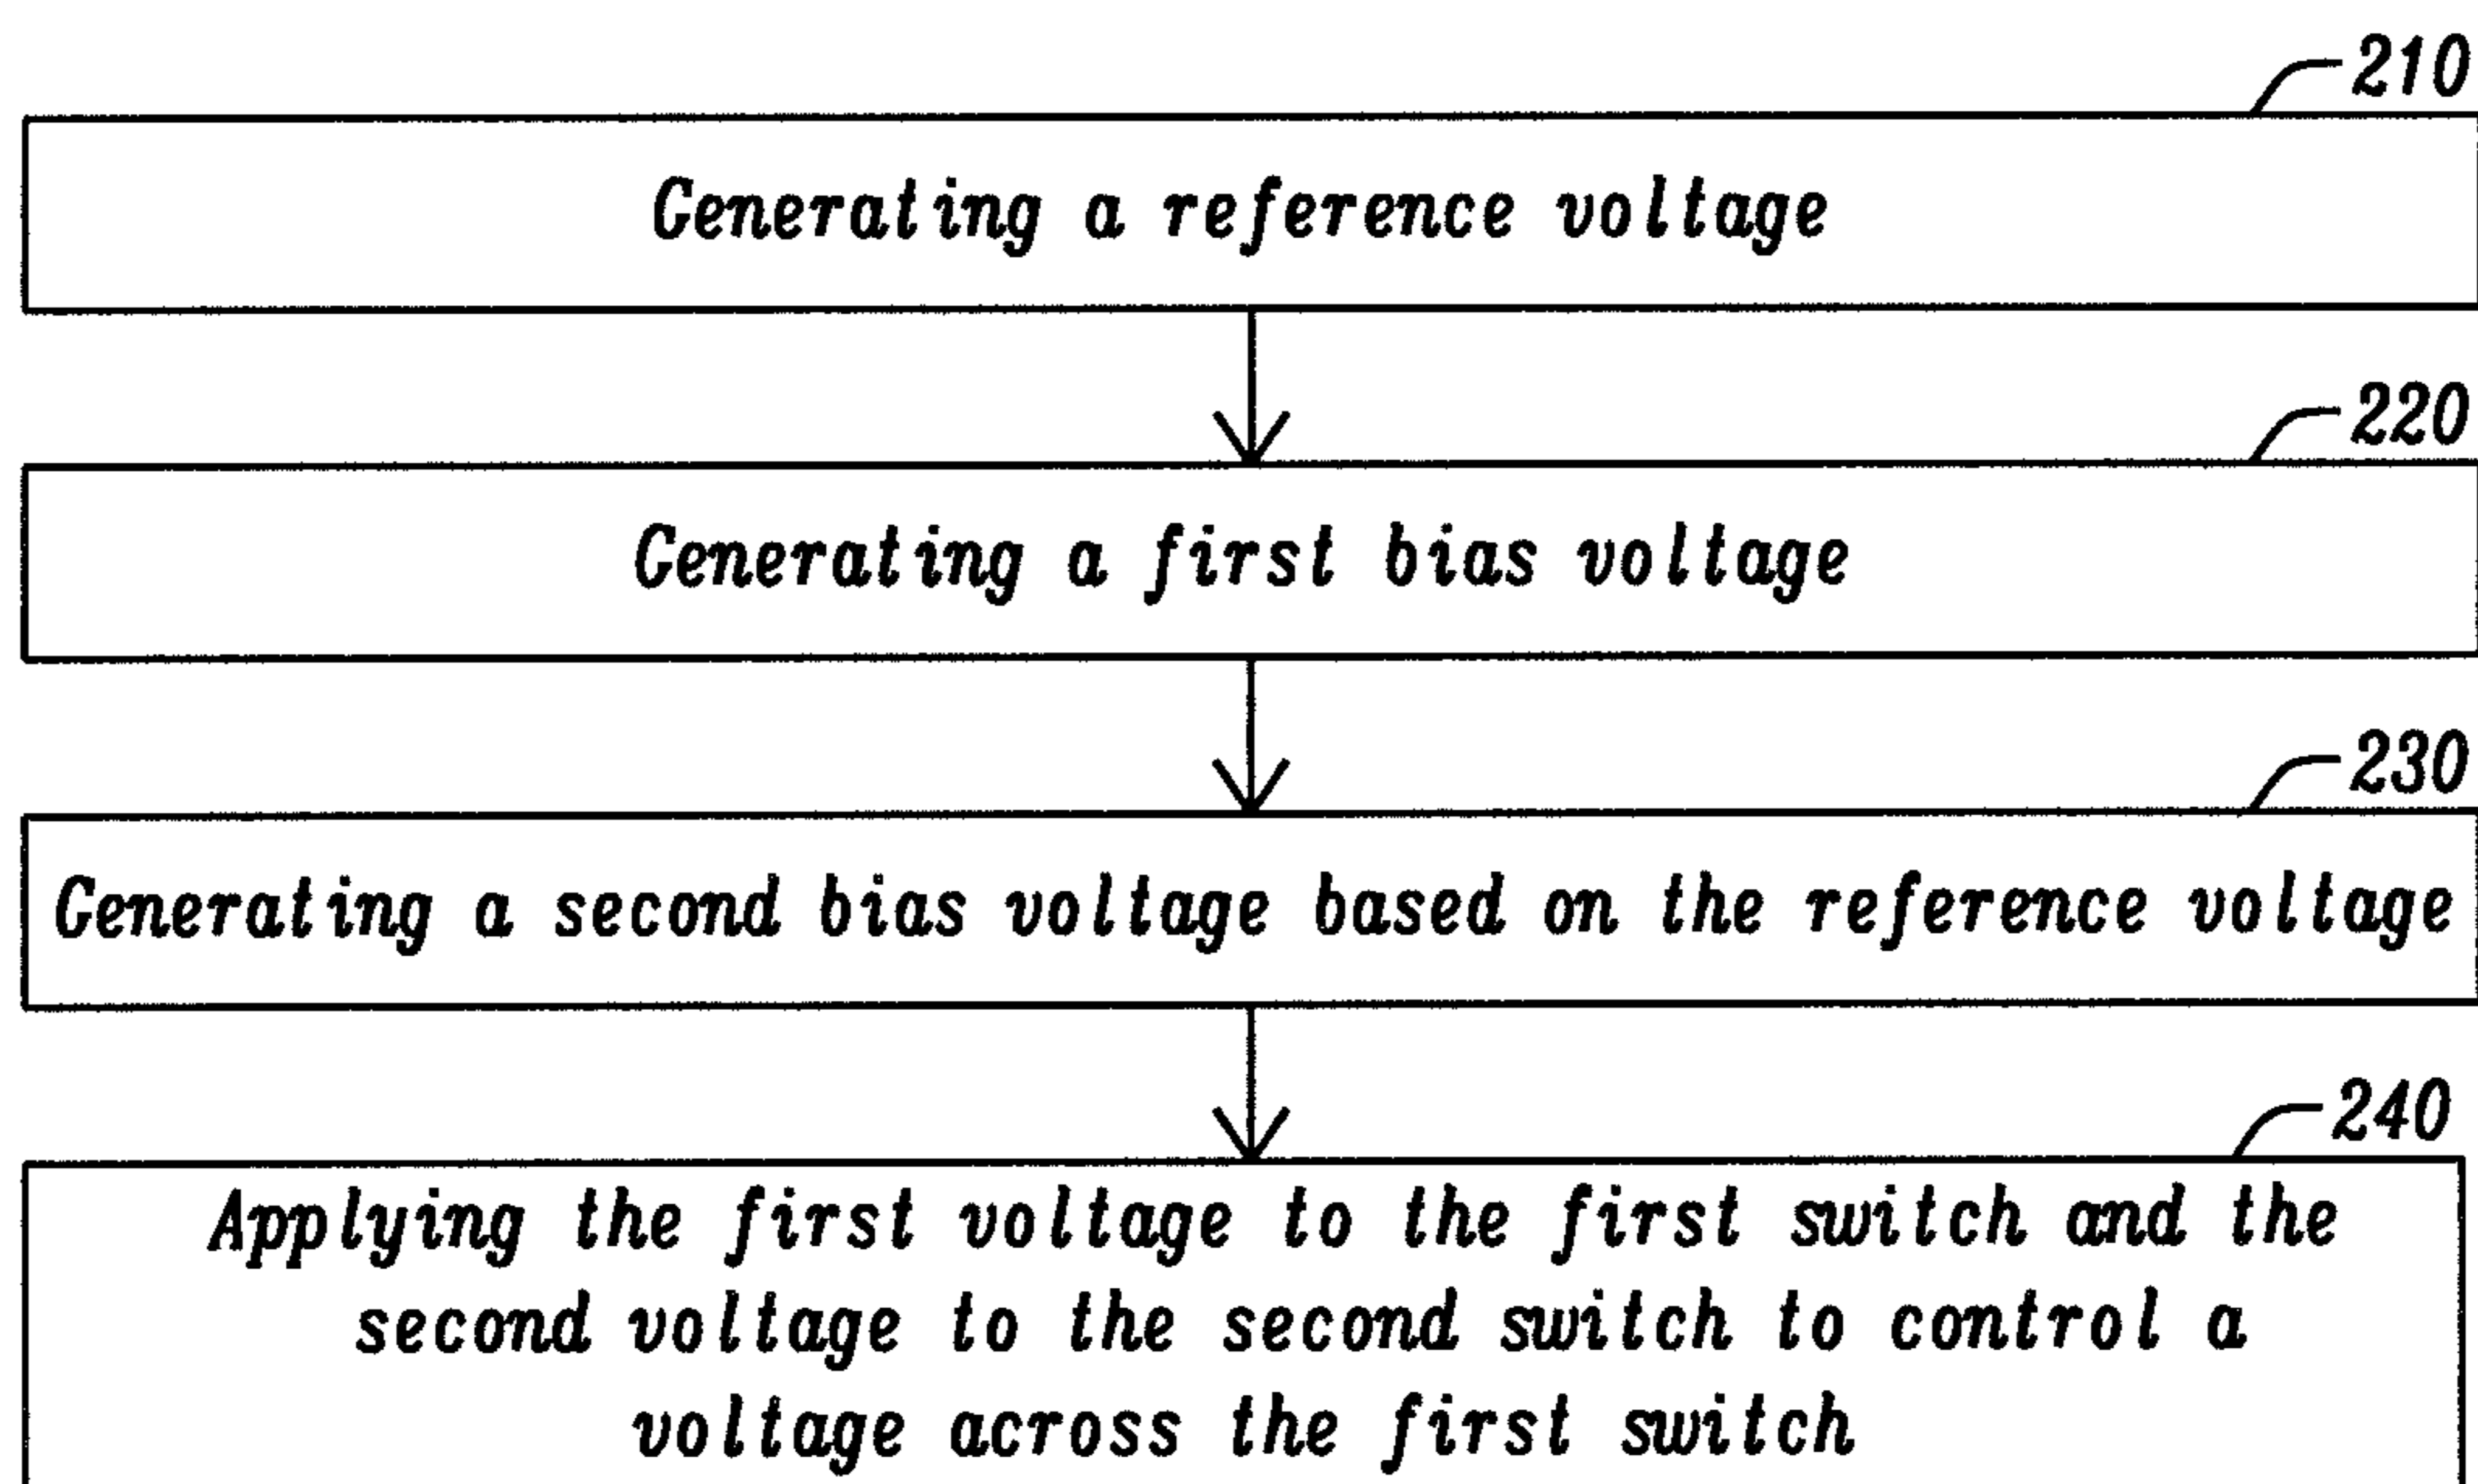 210
Generating a reference voltage
220
Generating a first bias voltage
230
Generating a second bias voltage based on the reference voltage
240
Applying the first voltage to the first switch and the
second voltage to the second switch to control a
voltage across the first switch